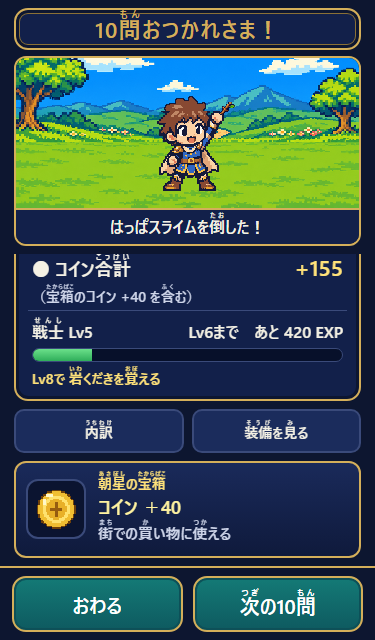 10問おつかれさま！
はっぱスライムを倒した！
コイン合計 +155
（宝箱のコイン +40 を含む）
戦士 Lv5 Lv6まで あと 420 EXP
Lv8で 岩くだきを覚える
内訳 装備を見る
朝星の宝箱
コイン ＋40
街での買い物に使える
おわる 次の10問